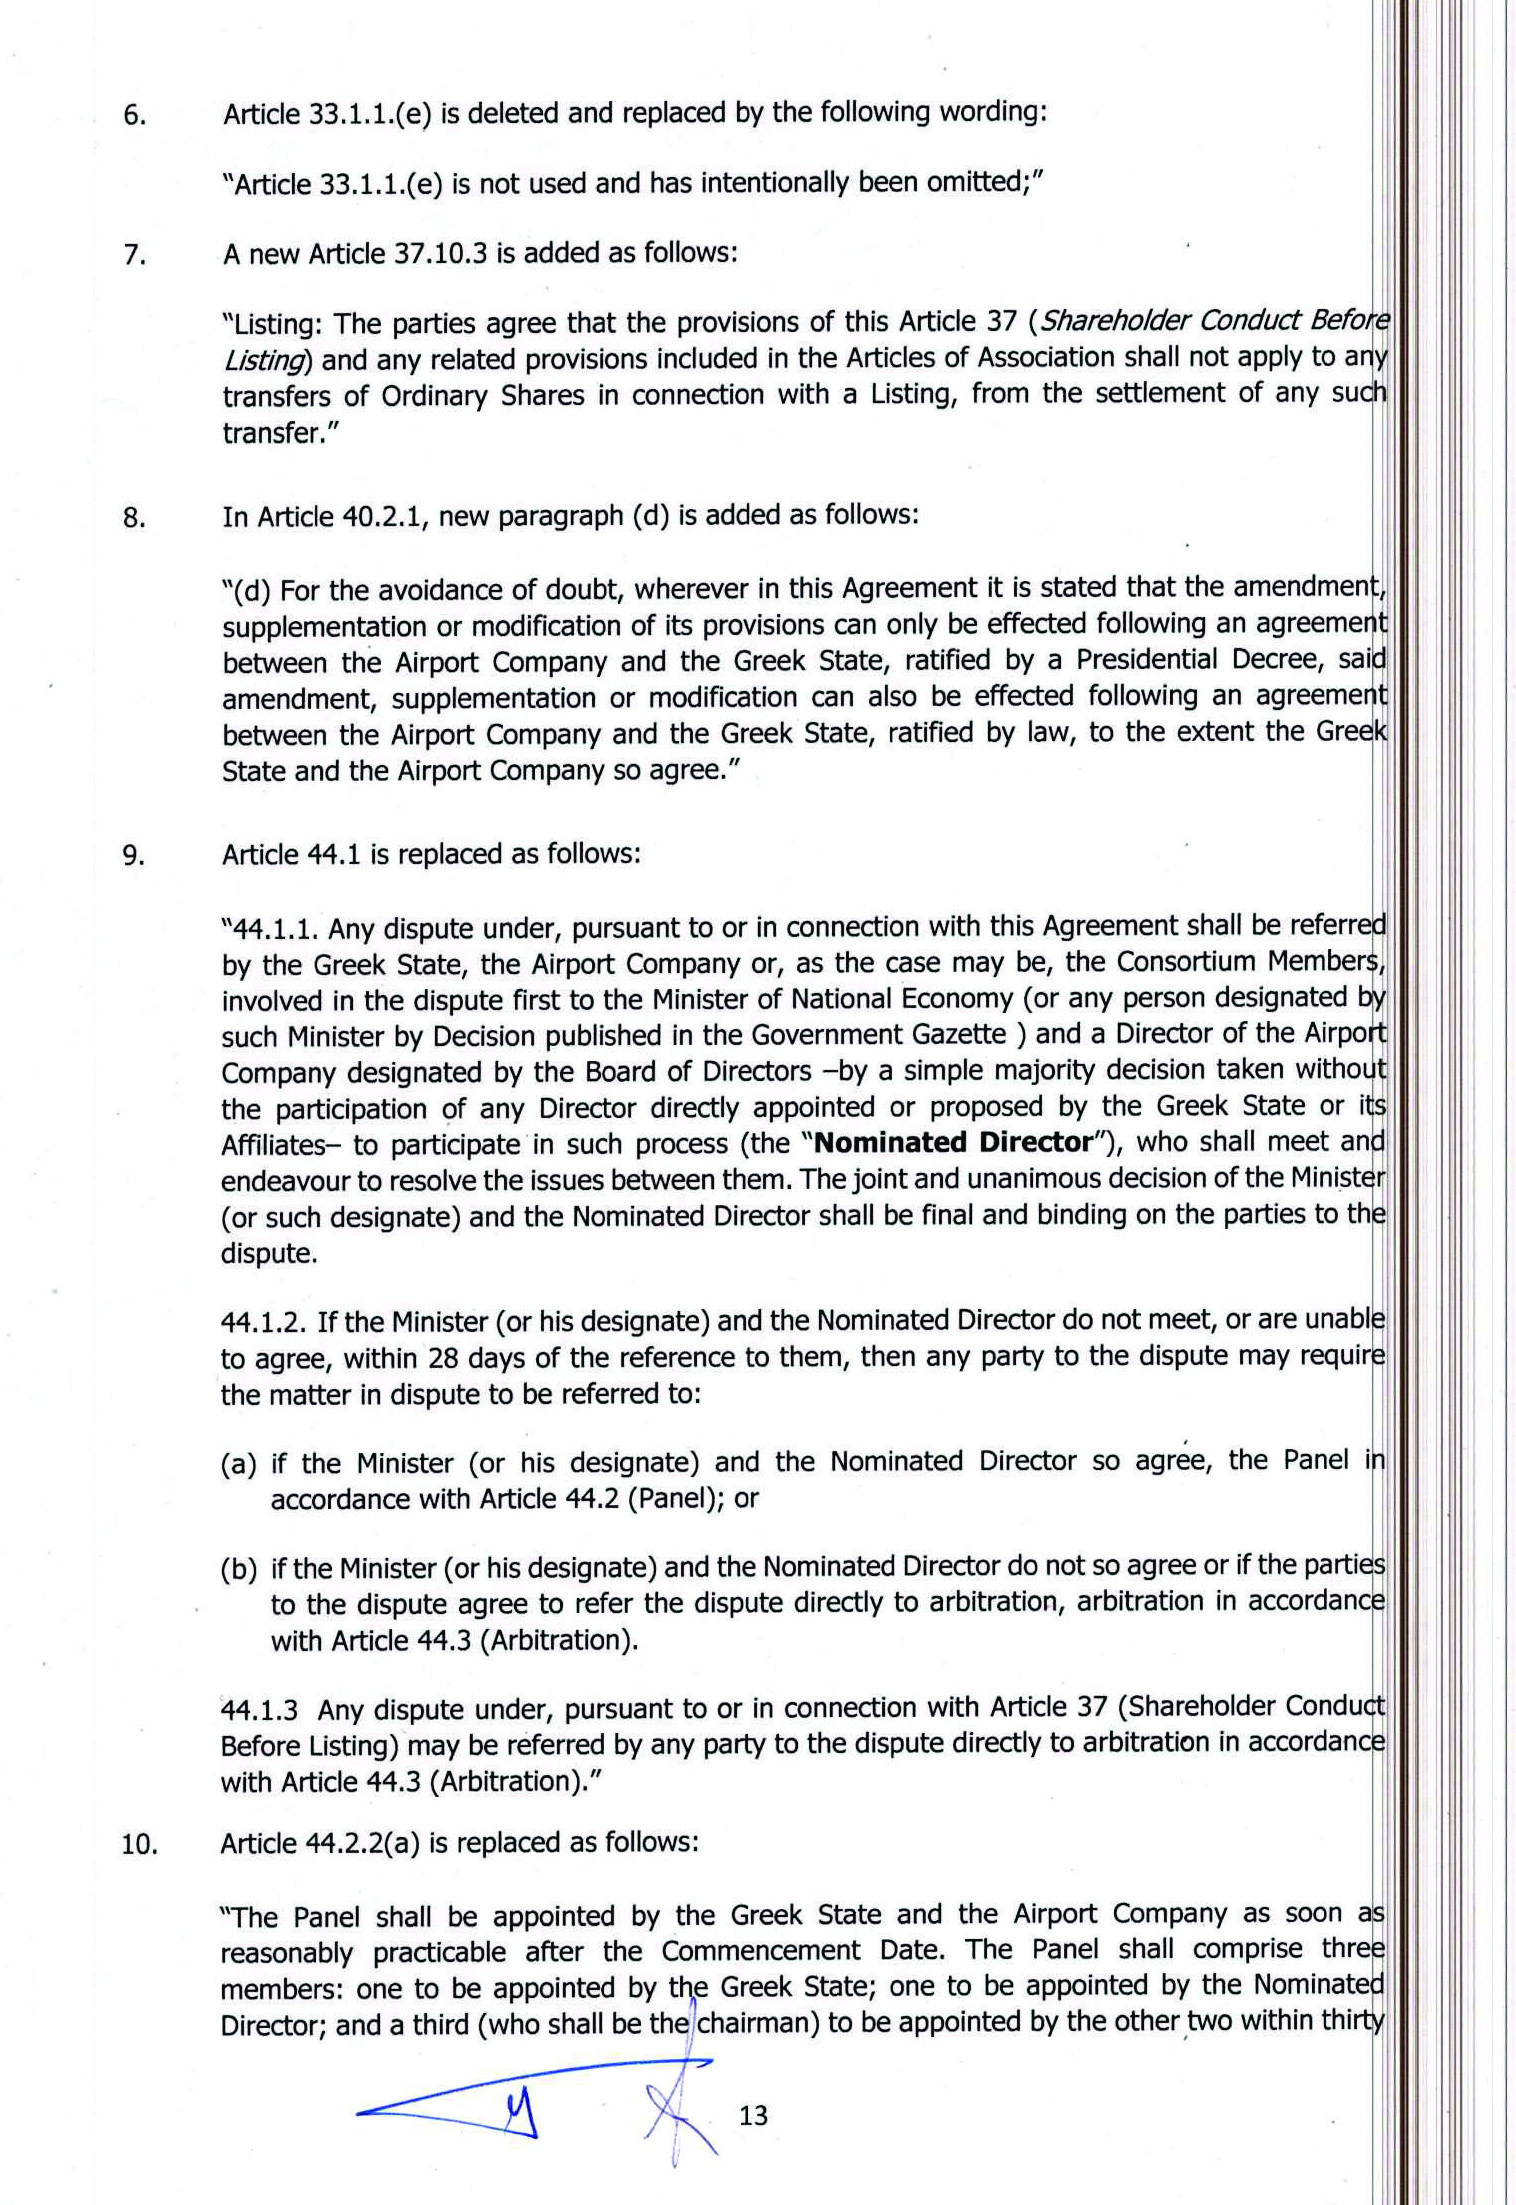 6. Article 33.1.1.(e) is deleted and replaced by the following wording:
"Article 33.1.1.(e) is not used and has intentionally been omitted;"
7. A new Article 37.10.3 is added as follows:
"Listing: The parties agree that the provisions of this Article 37 (Shareholder Conduct Before
Listing) and any related provisions included in the Articles of Association shall not apply to any
transfers of Ordinary Shares in connection with a Listing, from the settlement of any such
transfer."
8. In Article 40.2.1, new paragraph (d) is added as follows:
"(d) For the avoidance of doubt, wherever in this Agreement it is stated that the amendment,
supplementation or modification of its provisions can only be effected following an agreement
between the Airport Company and the Greek State, ratified by a Presidential Decree, said
amendment, supplementation or modification can also be effected following an agreement
between the Airport Company and the Greek State, ratified by law, to the extent the Greek
State and the Airport Company so agree."
9. Article 44.1 is replaced as follows:
"44.1.1. Any dispute under, pursuant to or in connection with this Agreement shall be referred
by the Greek State, the Airport Company or, as the case may be, the Consortium Members,
involved in the dispute first to the Minister of National Economy (or any person designated by
such Minister by Decision published in the Government Gazette ) and a Director of the Airport
Company designated by the Board of Directors –by a simple majority decision taken without
the participation of any Director directly appointed or proposed by the Greek State or its
Affiliates– to participate in such process (the "Nominated Director"), who shall meet and
endeavour to resolve the issues between them. The joint and unanimous decision of the Minister
(or such designate) and the Nominated Director shall be final and binding on the parties to the
dispute.
44.1.2. If the Minister (or his designate) and the Nominated Director do not meet, or are unable
to agree, within 28 days of the reference to them, then any party to the dispute may require
the matter in dispute to be referred to:
(a) if the Minister (or his designate) and the Nominated Director so agree, the Panel in
accordance with Article 44.2 (Panel); or
(b) if the Minister (or his designate) and the Nominated Director do not so agree or if the parties
to the dispute agree to refer the dispute directly to arbitration, arbitration in accordance
with Article 44.3 (Arbitration).
44.1.3 Any dispute under, pursuant to or in connection with Article 37 (Shareholder Conduct
Before Listing) may be referred by any party to the dispute directly to arbitration in accordance
with Article 44.3 (Arbitration)."
10. Article 44.2.2(a) is replaced as follows:
"The Panel shall be appointed by the Greek State and the Airport Company as soon as
reasonably practicable after the Commencement Date. The Panel shall comprise three
members: one to be appointed by the Greek State; one to be appointed by the Nominated
Director; and a third (who shall be the chairman) to be appointed by the other two within thirty
13